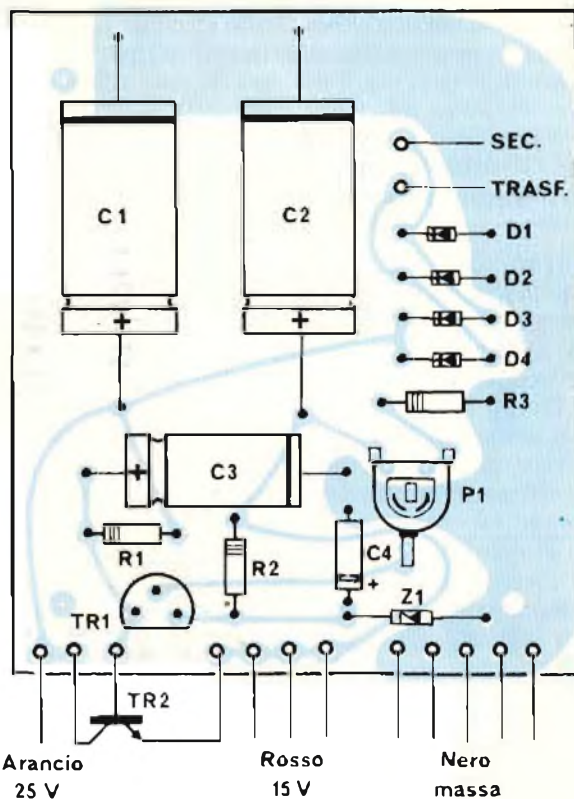 SEC.
C1
C2
TRASF.
D1
D2
D3
D4
R3
+
+
+
C3
P1
R1
R2
C4
+
Z1
TR1
TR2
Arancio
25 V
Rosso
15 V
Nero
massa